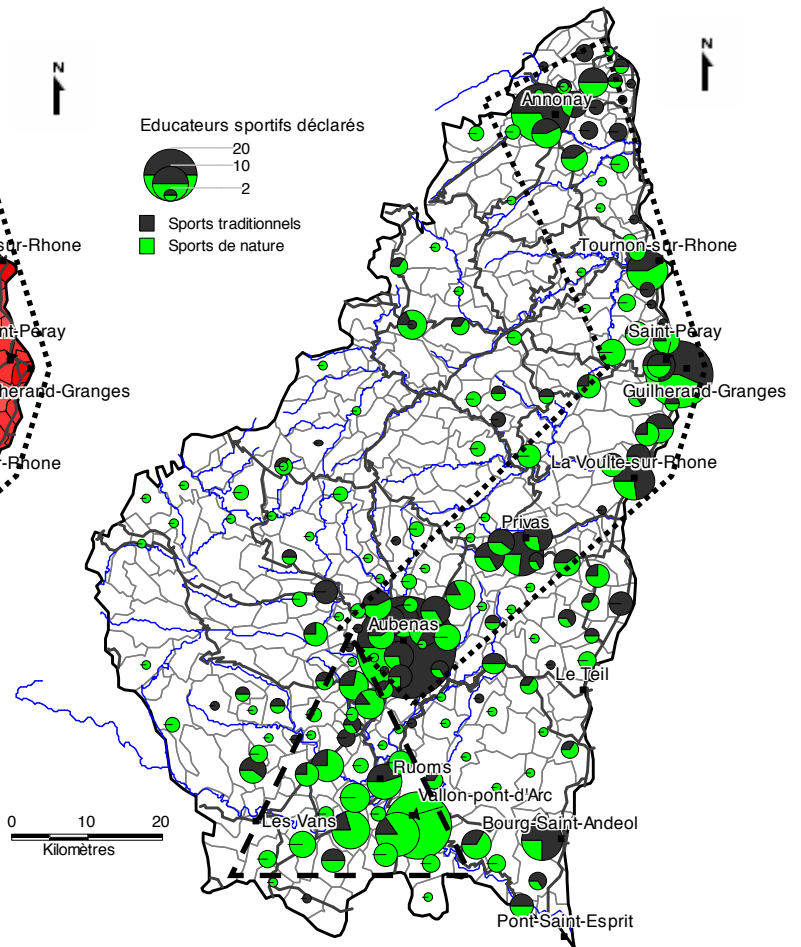 N
N
Educateurs sportifs déclarés
20
10
2
Sports traditionnels
Sports de nature
Annonay
sur-Rhone
Tournon-sur-Rhone
nt-Peray
Saint-Peray
herand-Granges
Guilherand-Granges
r-Rhone
La Voulte-sur-Rhone
Privas
Aubenas
Le Teil
Ruoms
Vallon-pont-d'Arc
Les Vans
Bourg-Saint-Andeol
0 10 20
Kilomètres
Pont-Saint-Esprit